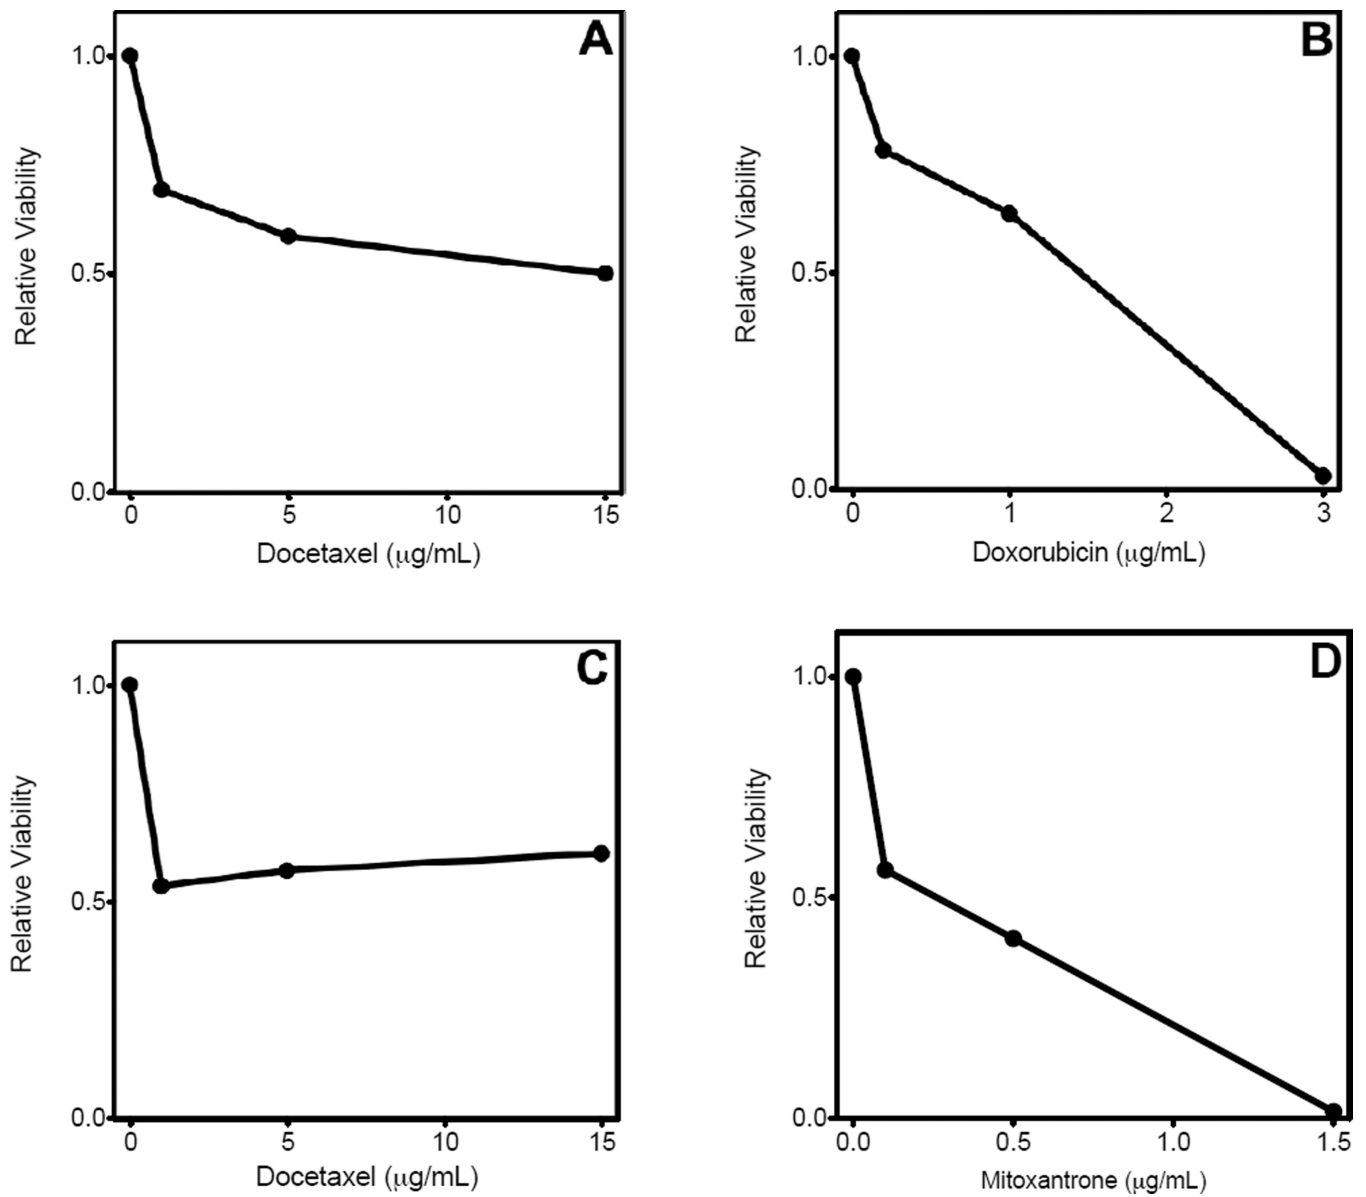 A
1.0
0.5
0.0
Relative Viability
0 5 10 15
Docetaxel (μg/mL)
B
1.0
0.5
0.0
Relative Viability
0 1 2 3
Doxorubicin (μg/mL)
C
1.0
0.5
0.0
Relative Viability
0 5 10 15
Docetaxel (μg/mL)
D
1.0
0.5
0.0
Relative Viability
0.0 0.5 1.0 1.5
Mitoxantrone (μg/mL)